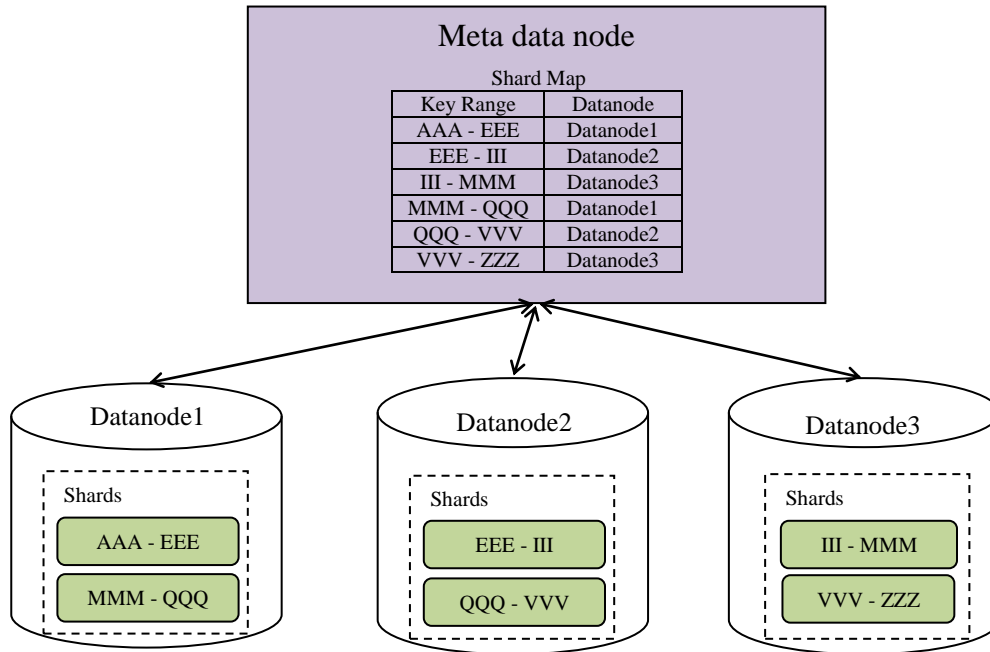 Meta data node
Shard Map
Key Range Datanode
AAA - EEE Datanode1
EEE - III Datanode2
III - MMM Datanode3
MMM - QQQ Datanode1
QQQ - VVV Datanode2
VVV - ZZZ Datanode3
Datanode1
Shards
AAA - EEE
MMM - QQQ
Datanode2
Shards
EEE - III
QQQ - VVV
Datanode3
Shards
III - MMM
VVV - ZZZ